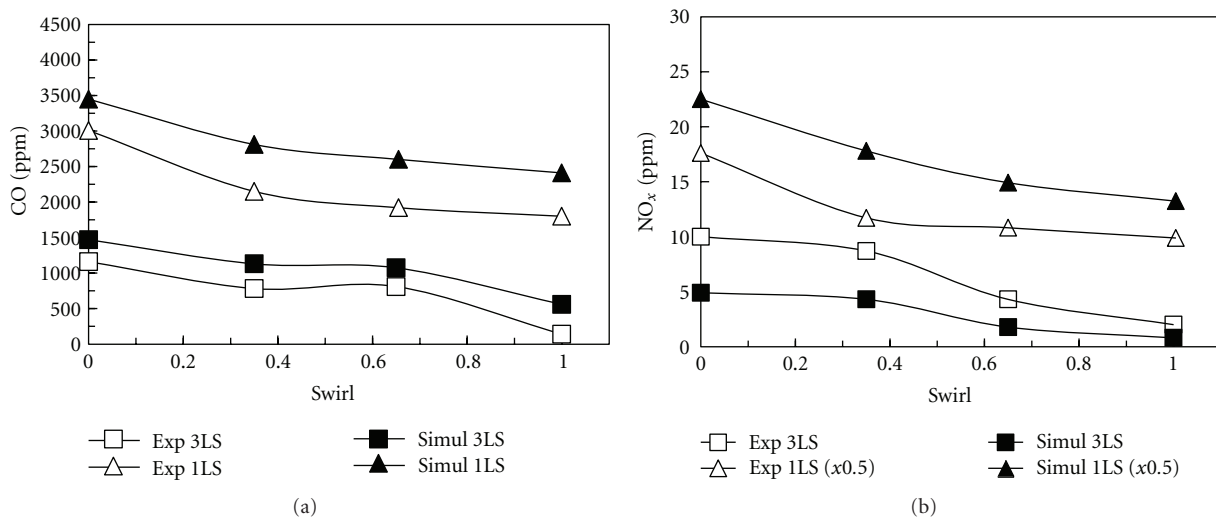 4500
4000
3500
3000
2500
2000
1500
1000
500
0
CO (ppm)
0 0.2 0.4 0.6 0.8 1
Swirl
Exp 3LS Simul 3LS
Exp 1LS Simul 1LS
(a)
30
25
20
15
10
5
0
NOx (ppm)
0 0.2 0.4 0.6 0.8 1
Swirl
Exp 3LS Simul 3LS
Exp 1LS (x0.5) Simul 1LS (x0.5)
(b)